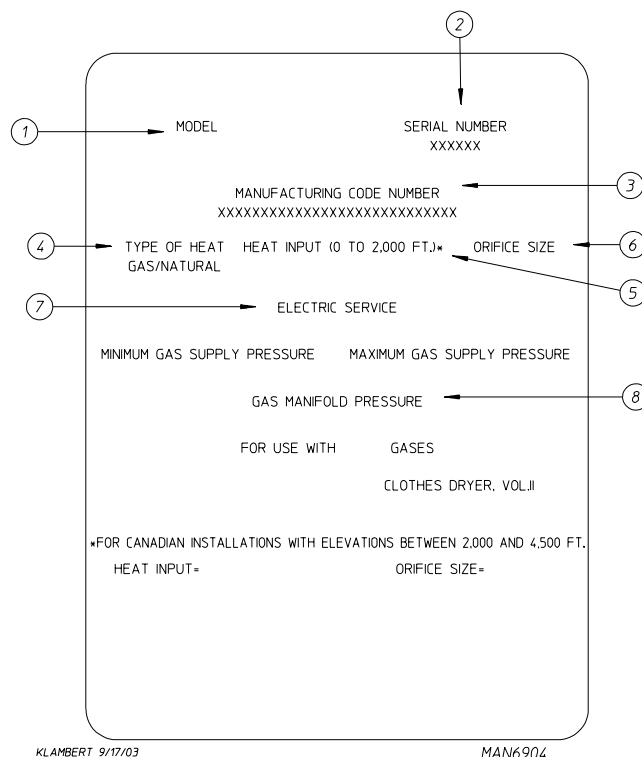 2
1
MODEL SERIAL NUMBER
XXXXXX
3
MANUFACTURING CODE NUMBER
XXXXXXXXXXXXXXXXXXXXXXXXXXXX
4
TYPE OF HEAT HEAT INPUT (0 TO 2,000 FT.)* ORIFICE SIZE
6
GAS/NATURAL
5
7
ELECTRIC SERVICE
MINIMUM GAS SUPPLY PRESSURE MAXIMUM GAS SUPPLY PRESSURE
GAS MANIFOLD PRESSURE
8
FOR USE WITH GASES
CLOTHES DRYER, VOL.II
*FOR CANADIAN INSTALLATIONS WITH ELEVATIONS BETWEEN 2,000 AND 4,500 FT.
HEAT INPUT= ORIFICE SIZE=
KLAMBERT 9/17/03 MAN6904